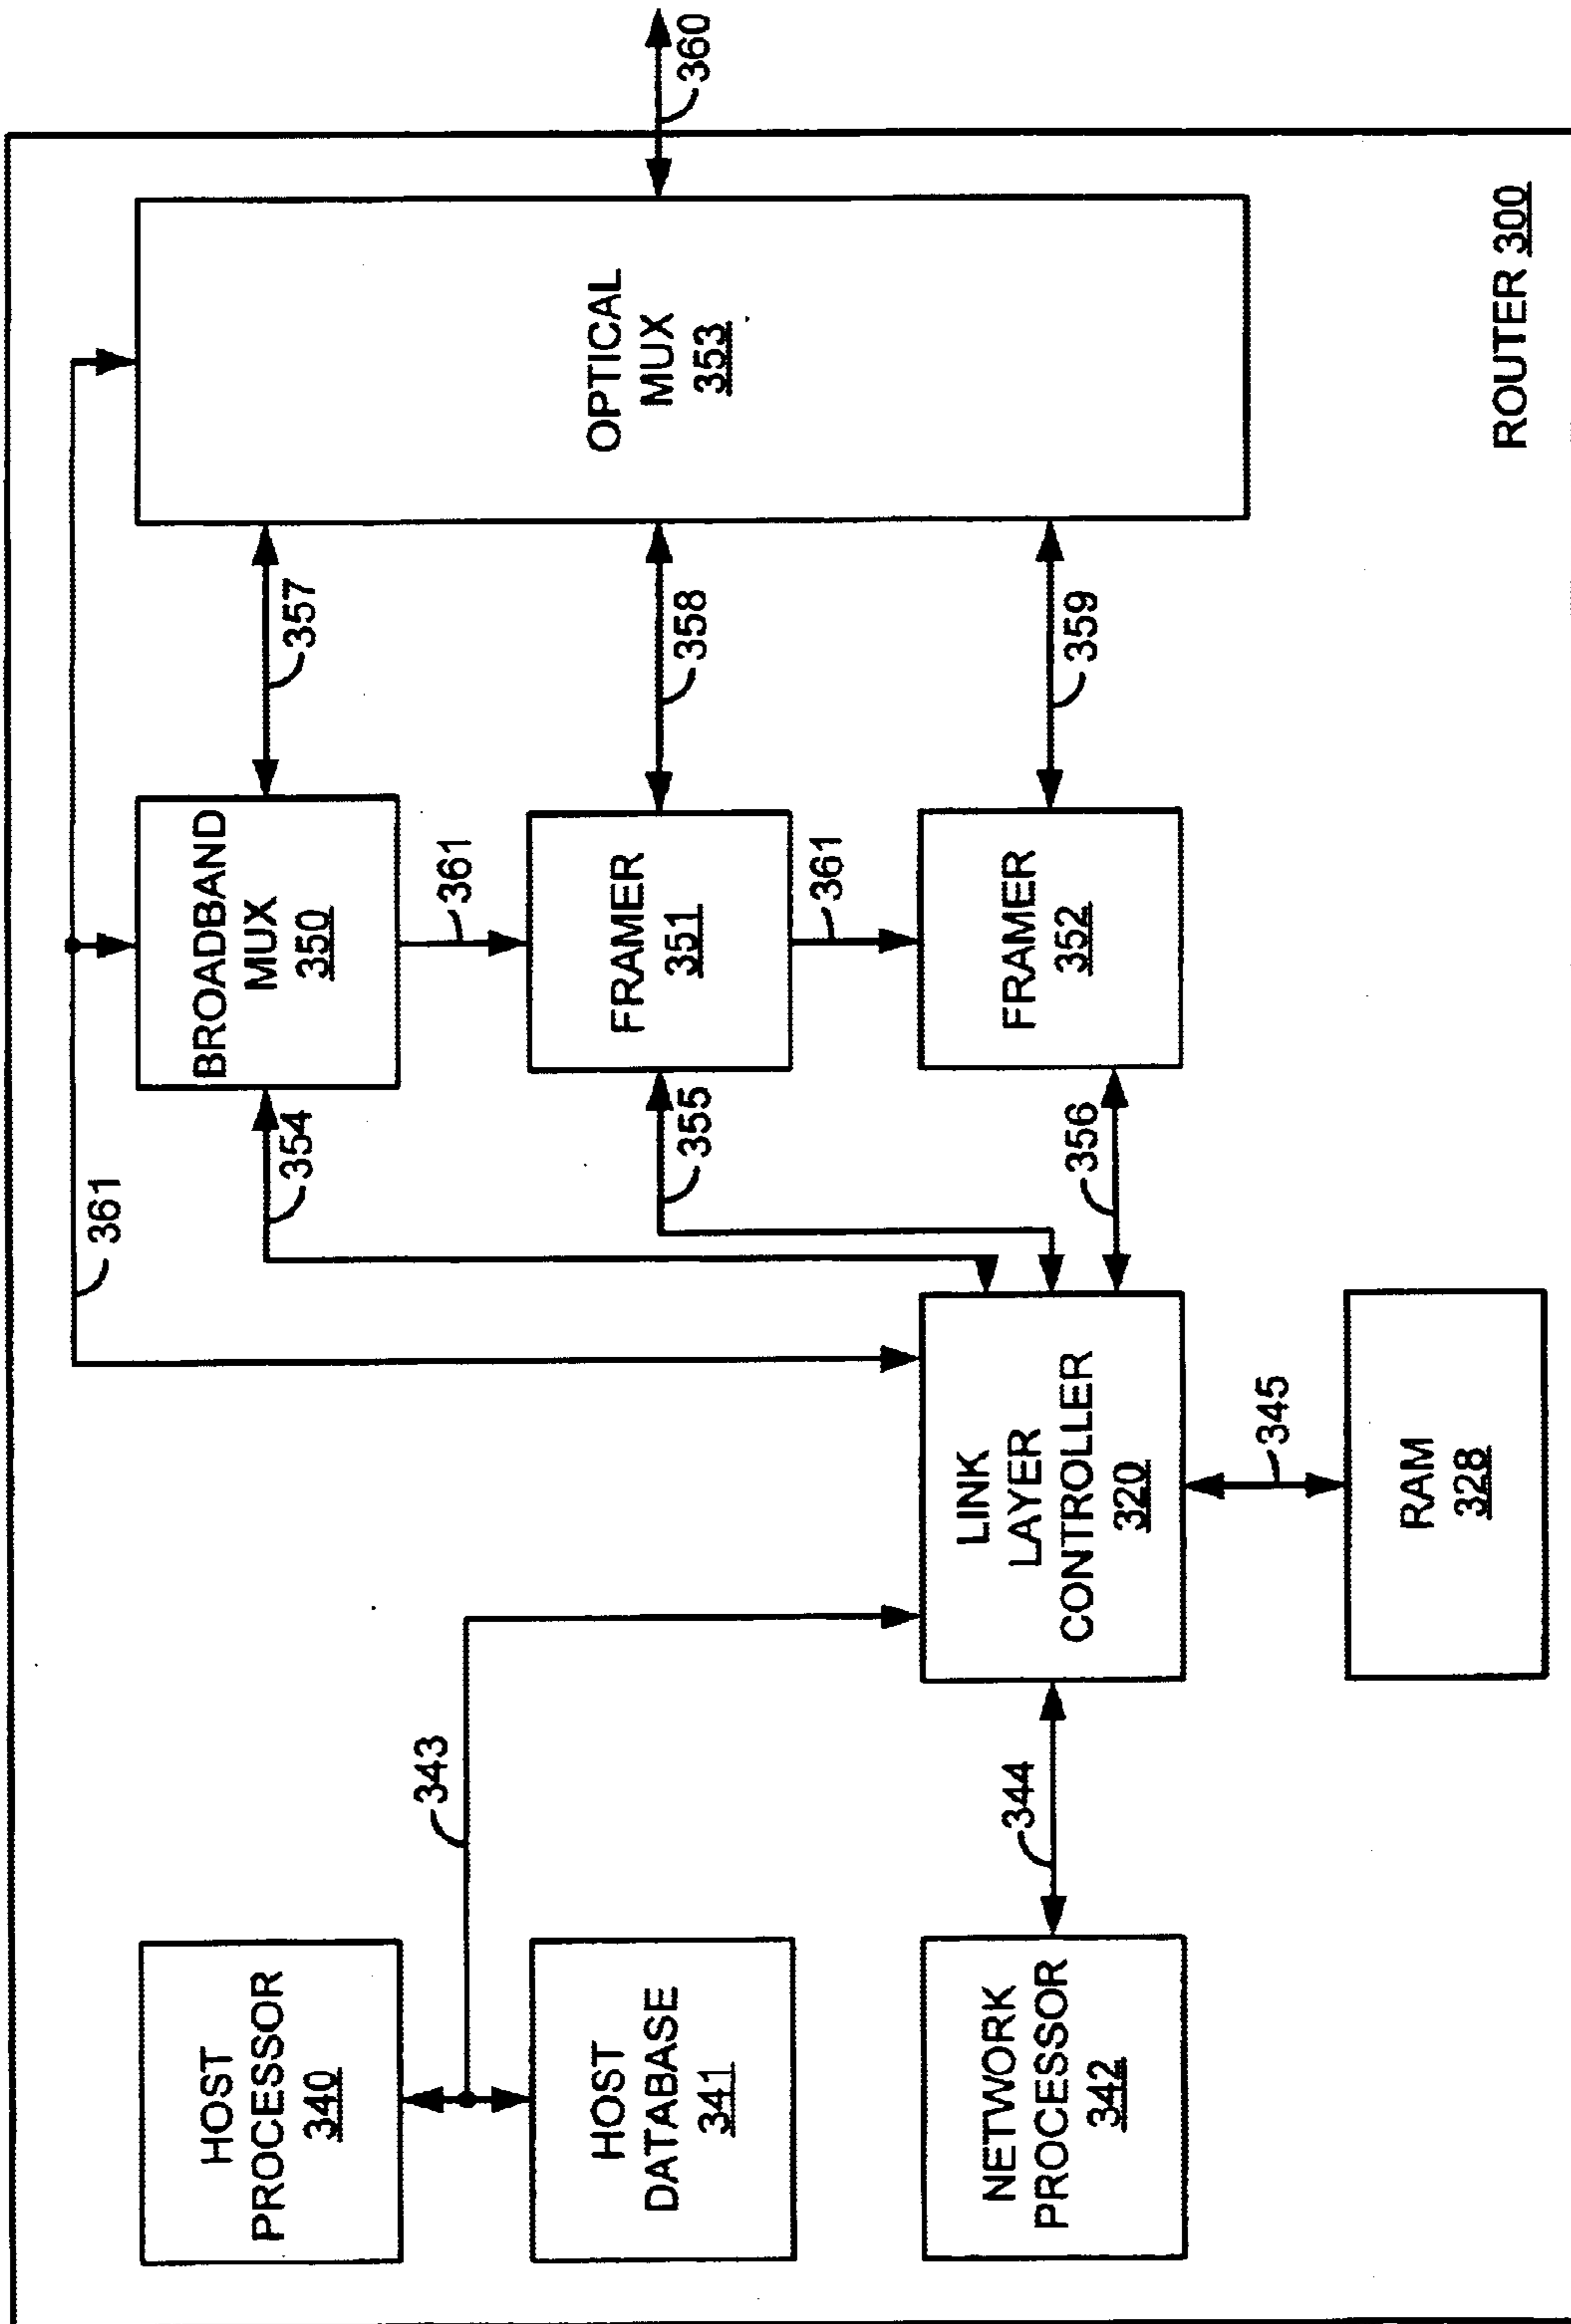 HOST
PROCESSOR
340
HOST
DATABASE
341
NETWORK
PROCESSOR
342
343
344
LINK
LAYER
CONTROLLER
320
345
RAM
328
361
354
355
356
BROADBAND
MUX
350
361
FRAMER
351
361
FRAMER
352
357
358
359
OPTICAL
MUX
353
360
ROUTER 300